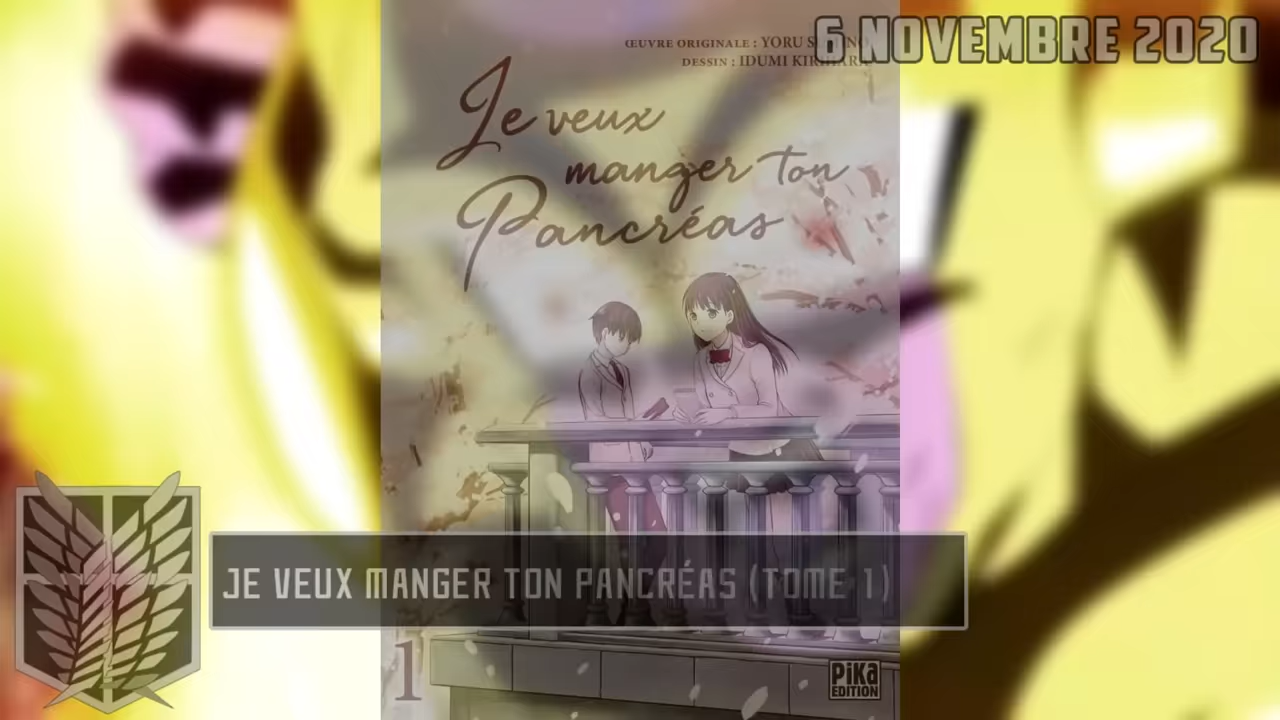 6 NOVEMBRE 2020
ŒUVRE ORIGINALE : YORU
DESSIN : IDUMI
Je veux
manger ton
Pancréas
JE VEUX MANGER TON PANCRÉAS (TOME 1)
1
PiKa
EDITION